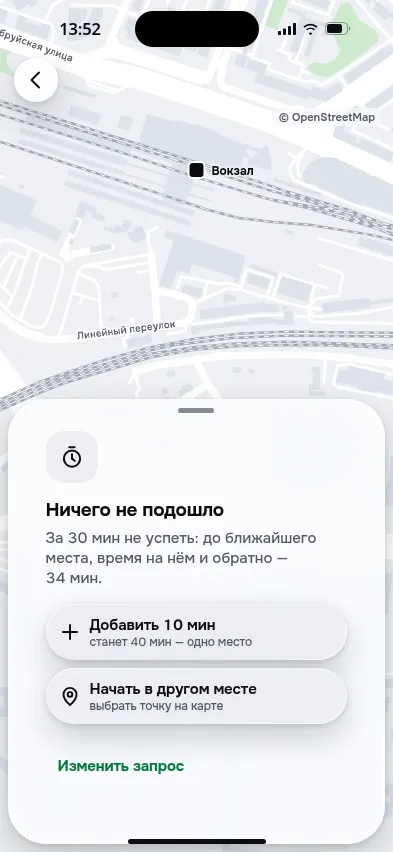 13:52
бруйская улица
© OpenStreetMap
Вокзал
Линейный переулок
Ничего не подошло
За 30 мин не успеть: до ближайшего
места, время на нём и обратно —
34 мин.
Добавить 10 мин
станет 40 мин — одно место
Начать в другом месте
выбрать точку на карте
Изменить запрос